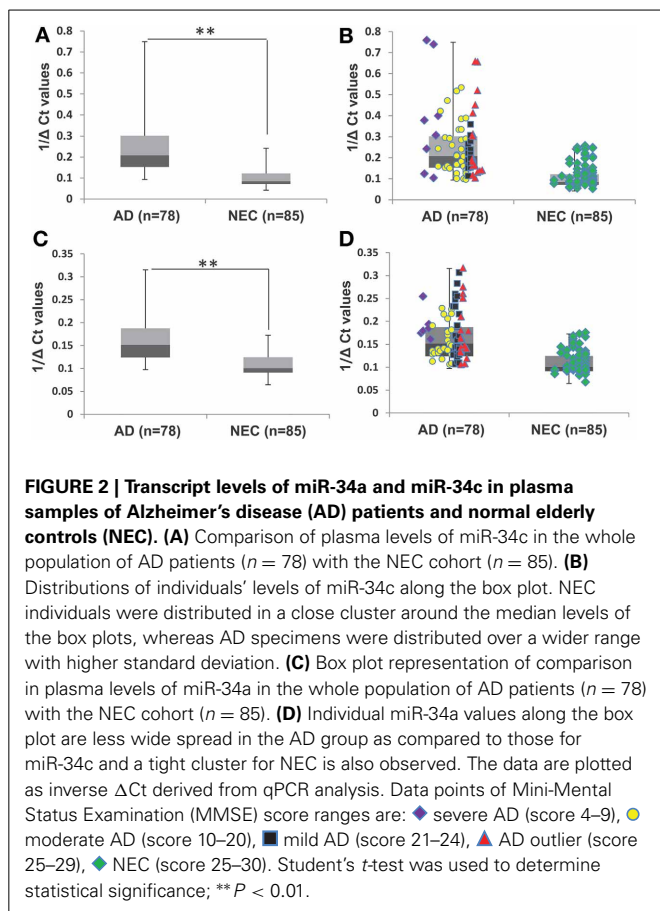 A
**
0.8
0.7
0.6
0.5
0.4
0.3
0.2
0.1
0
1/Δ Ct values
AD (n=78)
NEC (n=85)
B
0.8
0.7
0.6
0.5
0.4
0.3
0.2
0.1
0
1/Δ Ct values
AD (n=78)
NEC (n=85)
C
**
0.35
0.3
0.25
0.2
0.15
0.1
0.05
0
1/Δ Ct values
AD (n=78)
NEC (n=85)
D
0.35
0.3
0.25
0.2
0.15
0.1
0.05
0
1/Δ Ct values
AD (n=78)
NEC (n=85)
FIGURE 2 | Transcript levels of miR-34a and miR-34c in plasma
samples of Alzheimer's disease (AD) patients and normal elderly
controls (NEC). (A) Comparison of plasma levels of miR-34c in the whole
population of AD patients (n = 78) with the NEC cohort (n = 85). (B)
Distributions of individuals' levels of miR-34c along the box plot. NEC
individuals were distributed in a close cluster around the median levels of
the box plots, whereas AD specimens were distributed over a wider range
with higher standard deviation. (C) Box plot representation of comparison
in plasma levels of miR-34a in the whole population of AD patients (n = 78)
with the NEC cohort (n = 85). (D) Individual miR-34a values along the box
plot are less wide spread in the AD group as compared to those for
miR-34c and a tight cluster for NEC is also observed. The data are plotted
as inverse ΔCt derived from qPCR analysis. Data points of Mini-Mental
Status Examination (MMSE) score ranges are: ◆ severe AD (score 4–9), ●
moderate AD (score 10–20), ■ mild AD (score 21–24), ▲ AD outlier (score
25–29), ◆ NEC (score 25–30). Student's t-test was used to determine
statistical significance; **P < 0.01.